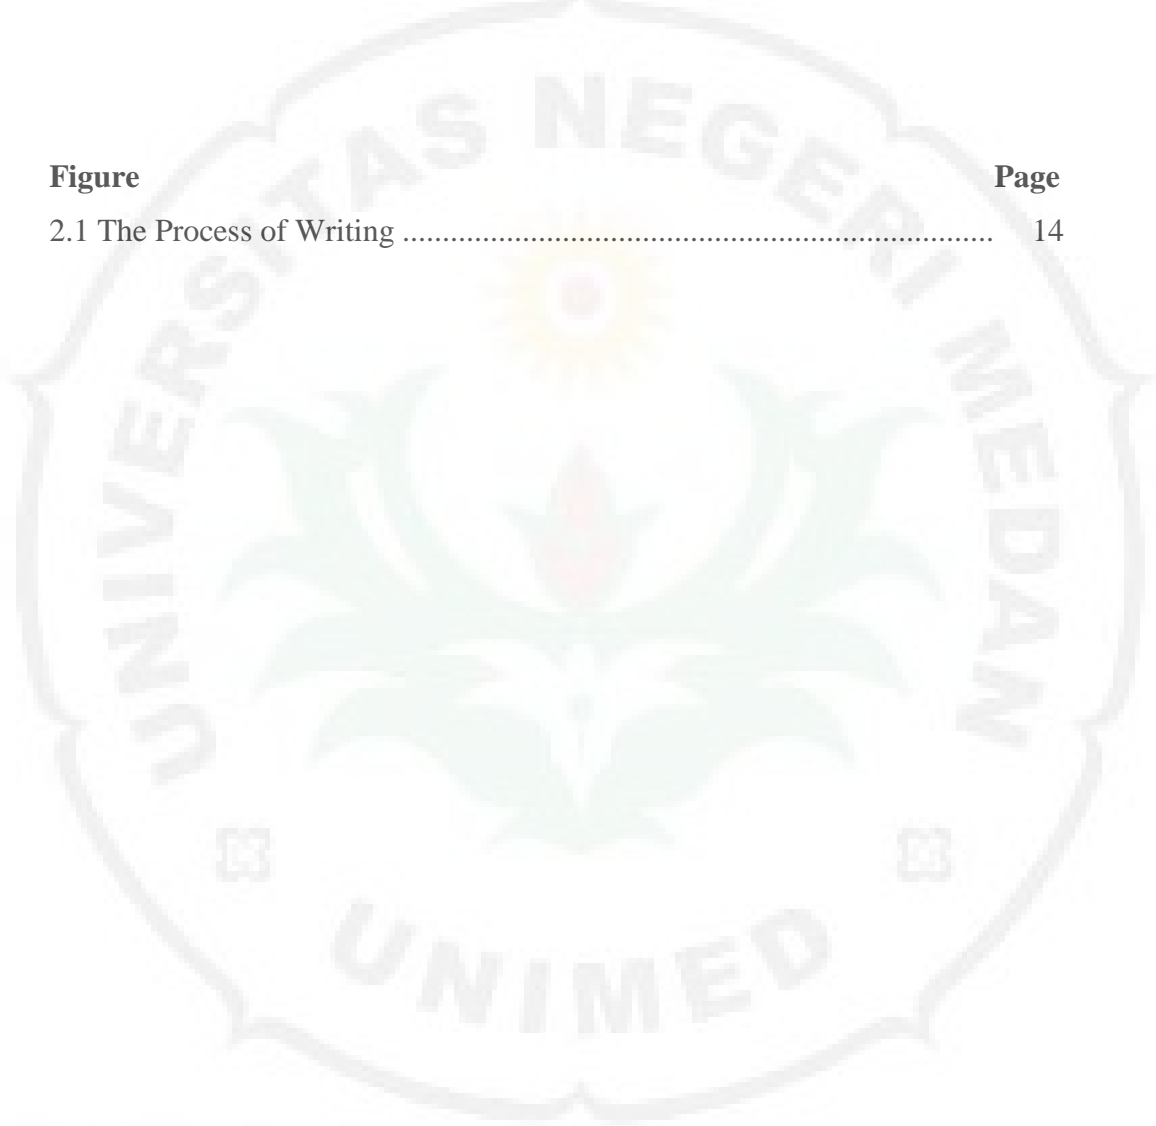 UNIVERSITAS NEGERI MEDAN
Figure Page
2.1 The Process of Writing .......................................................................... 14
UNIMED